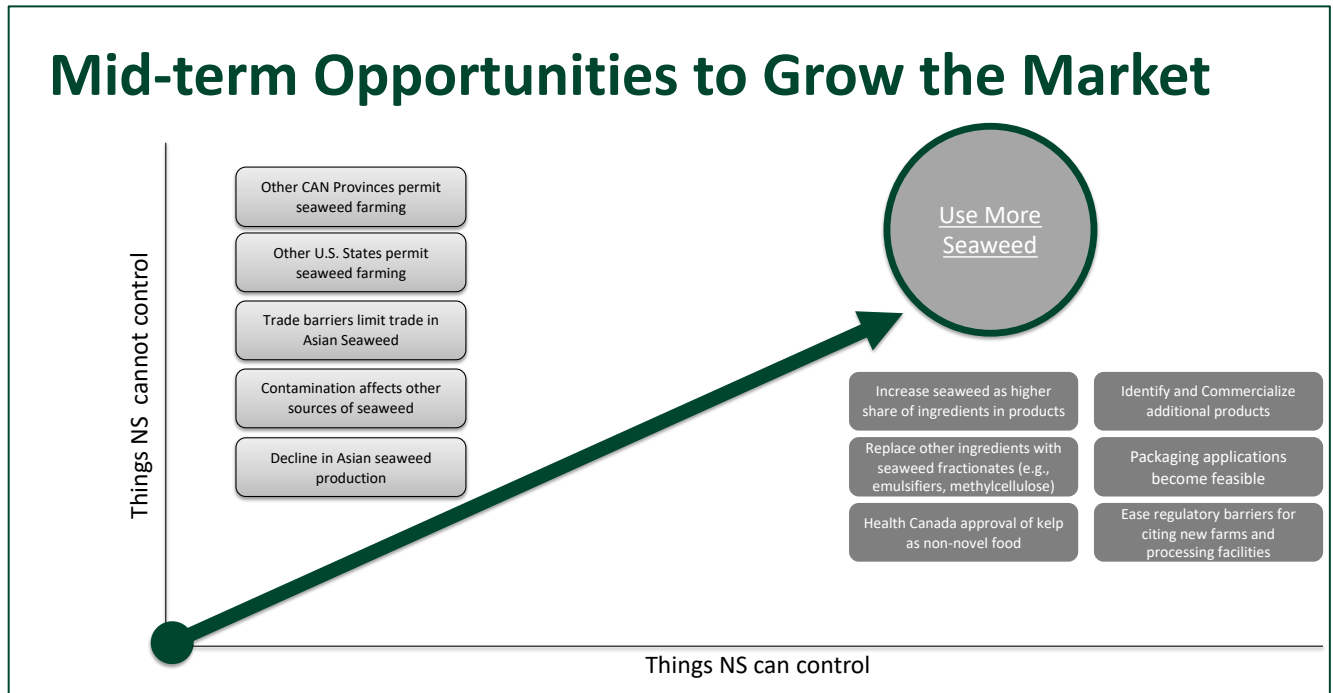 Mid-term Opportunities to Grow the Market
Things NS cannot control
Other CAN Provinces permit
seaweed farming
Other U.S. States permit
seaweed farming
Trade barriers limit trade in
Asian Seaweed
Contamination affects other
sources of seaweed
Decline in Asian seaweed
production
Use More
Seaweed
Increase seaweed as higher
share of ingredients in products
Replace other ingredients with
seaweed fractionates (e.g.,
emulsifiers, methylcellulose)
Health Canada approval of kelp
as non-novel food
Identify and Commercialize
additional products
Packaging applications
become feasible
Ease regulatory barriers for
citing new farms and
processing facilities
Things NS can control